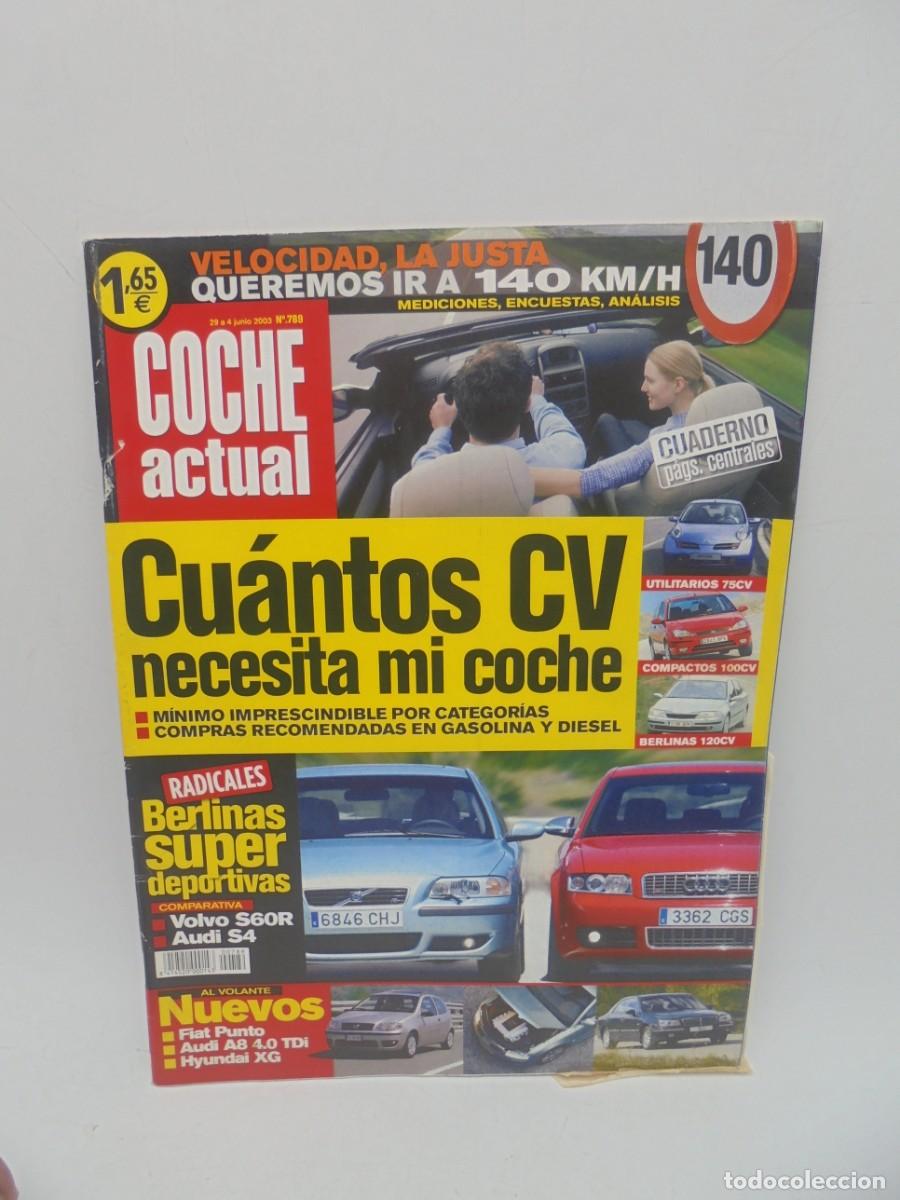 1,65
€
VELOCIDAD, LA JUSTA
QUEREMOS IR A 140 KM/H
MEDICIONES, ENCUESTAS, ANÁLISIS
140
29 a 4 junio 2003 Nº.789
COCHE
actual
CUADERNO
págs. centrales
Cuántos CV
necesita mi coche
MÍNIMO IMPRESCINDIBLE POR CATEGORÍAS
COMPRAS RECOMENDADAS EN GASOLINA Y DIESEL
UTILITARIOS 75CV
COMPACTOS 100CV
BERLINAS 120CV
RADICALES
Berlinas
súper
deportivas
COMPARATIVA
Volvo S60R
Audi S4
6846 CHJ
3362 CGS
AL VOLANTE
Nuevos
Fiat Punto
Audi A8 4.0 TDi
Hyundai XG
todocoleccion